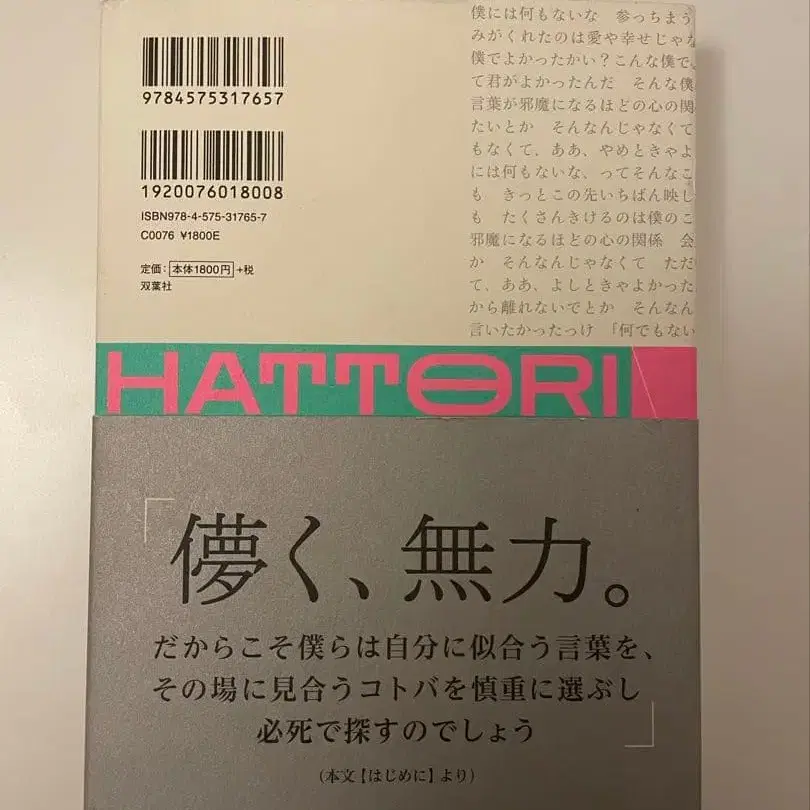 9784575317657
1920076018008
ISBN978-4-575-31765-7
C0076 ¥1800E
定価：本体1800円+税
双葉社
僕には何もないな 参っちまう
みがくれたのは愛や幸せじゃな
僕でよかったかい？こんな僕で
て君がよかったんだ そんな僕
言葉が邪魔になるほどの心の関
たいとか そんなんじゃなくて
もなくて、ああ、やめときゃよ
には何もないな、ってそんなこ
も きっとこの先いちばん映し
も たくさんきけるのは僕のこ
邪魔になるほどの心の関係 会
か そんなんじゃなくて ただ
て、ああ、よしときゃよかった
から離れないでとか そんなん
言いたかったっけ 「何でもない
HATTORI
「儚く、無力。
だからこそ僕らは自分に似合う言葉を、
その場に見合うコトバを慎重に選ぶし
必死で探すのでしょう」
（本文【はじめに】より）